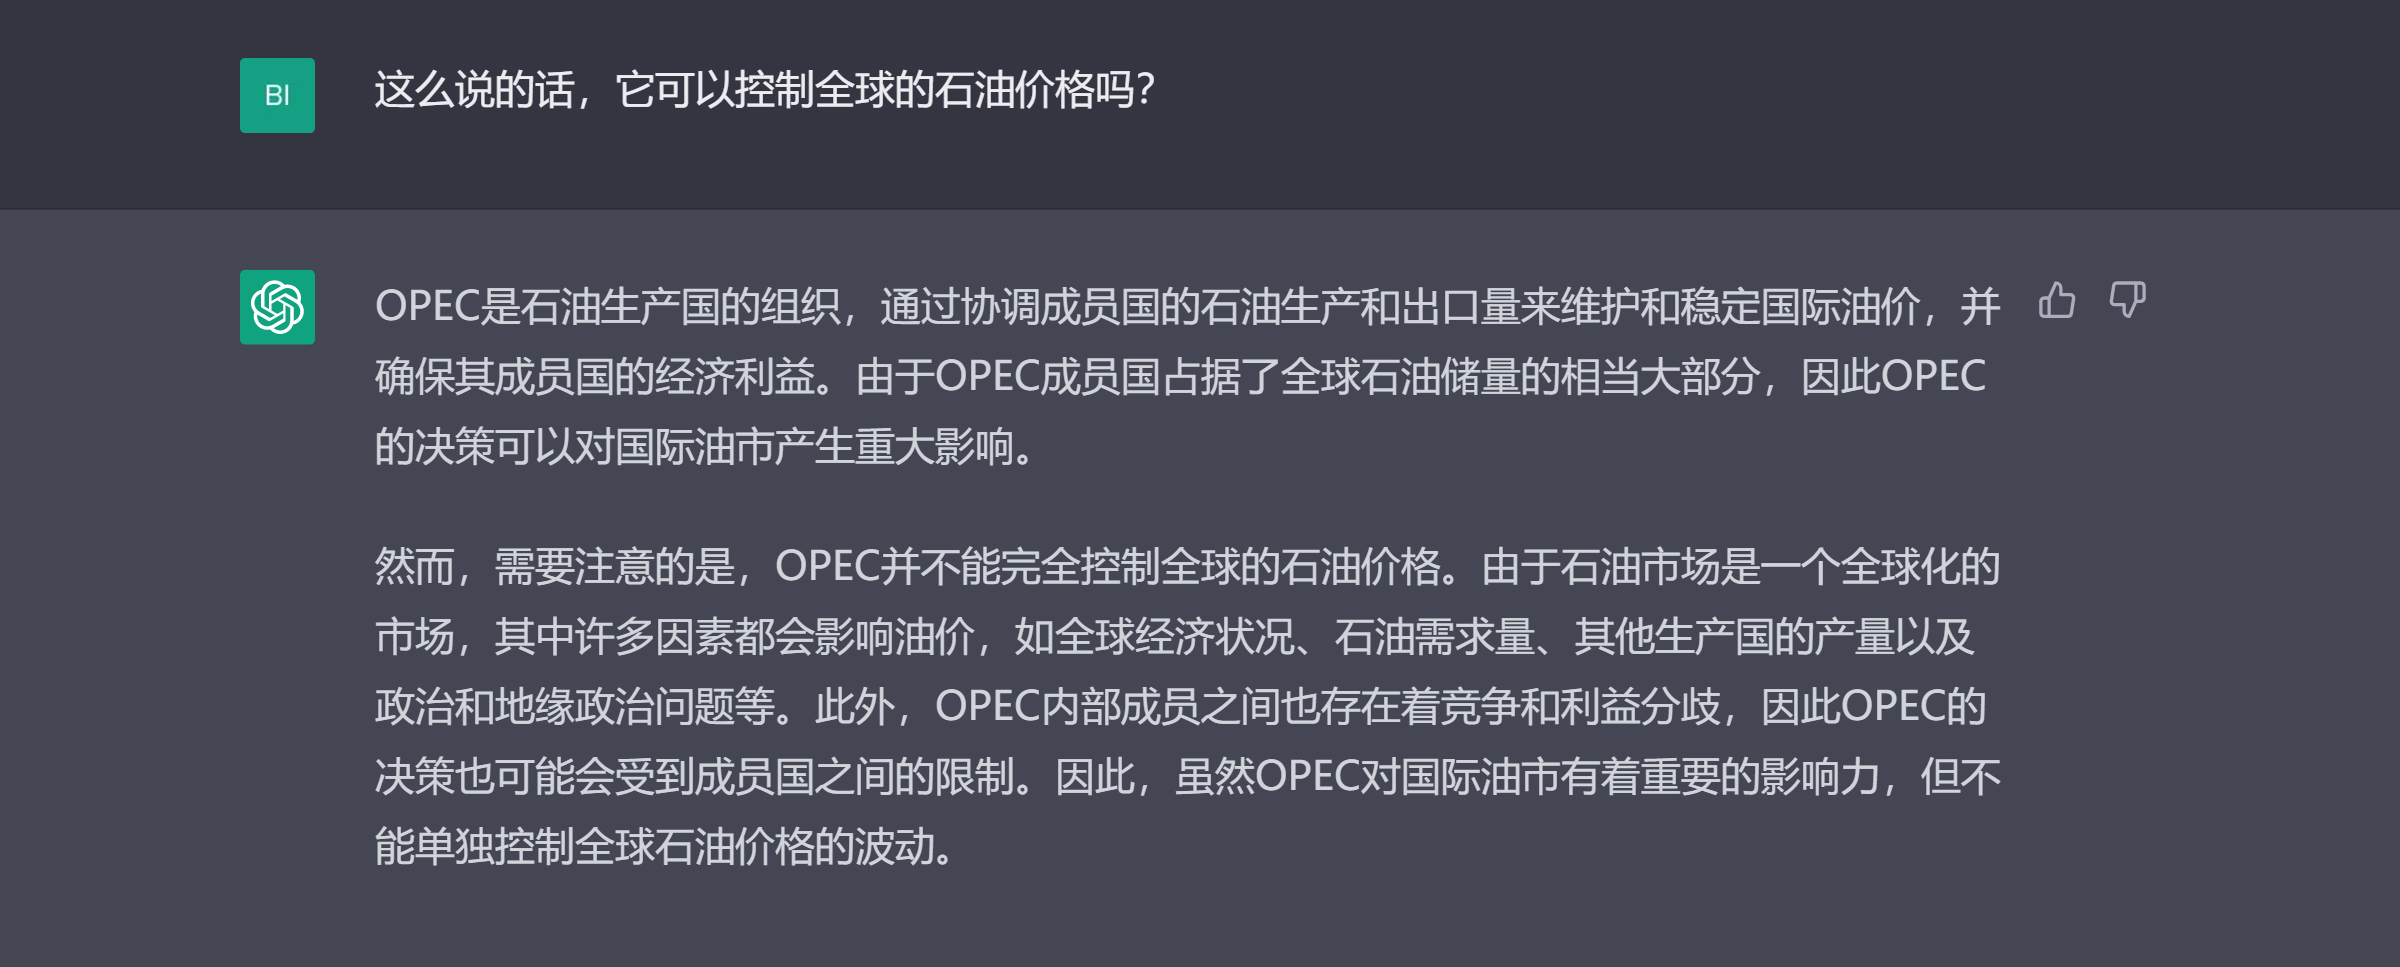 BI
这么说的话，它可以控制全球的石油价格吗？
OPEC是石油生产国的组织，通过协调成员国的石油生产和出口量来维护和稳定国际油价，并
确保其成员国的经济利益。由于OPEC成员国占据了全球石油储量的相当大部分，因此OPEC
的决策可以对国际油市产生重大影响。
然而，需要注意的是，OPEC并不能完全控制全球的石油价格。由于石油市场是一个全球化的
市场，其中许多因素都会影响油价，如全球经济状况、石油需求量、其他生产国的产量以及
政治和地缘政治问题等。此外，OPEC内部成员之间也存在着竞争和利益分歧，因此OPEC的
决策也可能会受到成员国之间的限制。因此，虽然OPEC对国际油市有着重要的影响力，但不
能单独控制全球石油价格的波动。